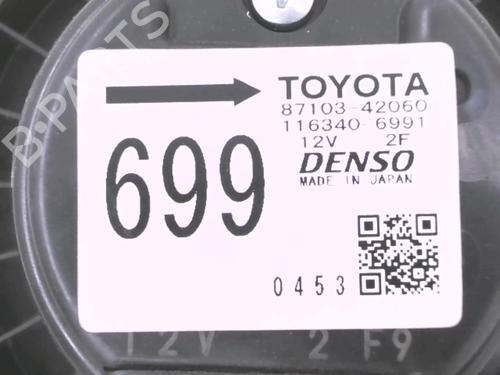 B-PARTS
TOYOTA
87103-42060
116340-6991
12V 2F
DENSO
MADE IN JAPAN
699
0453
12V 2F9